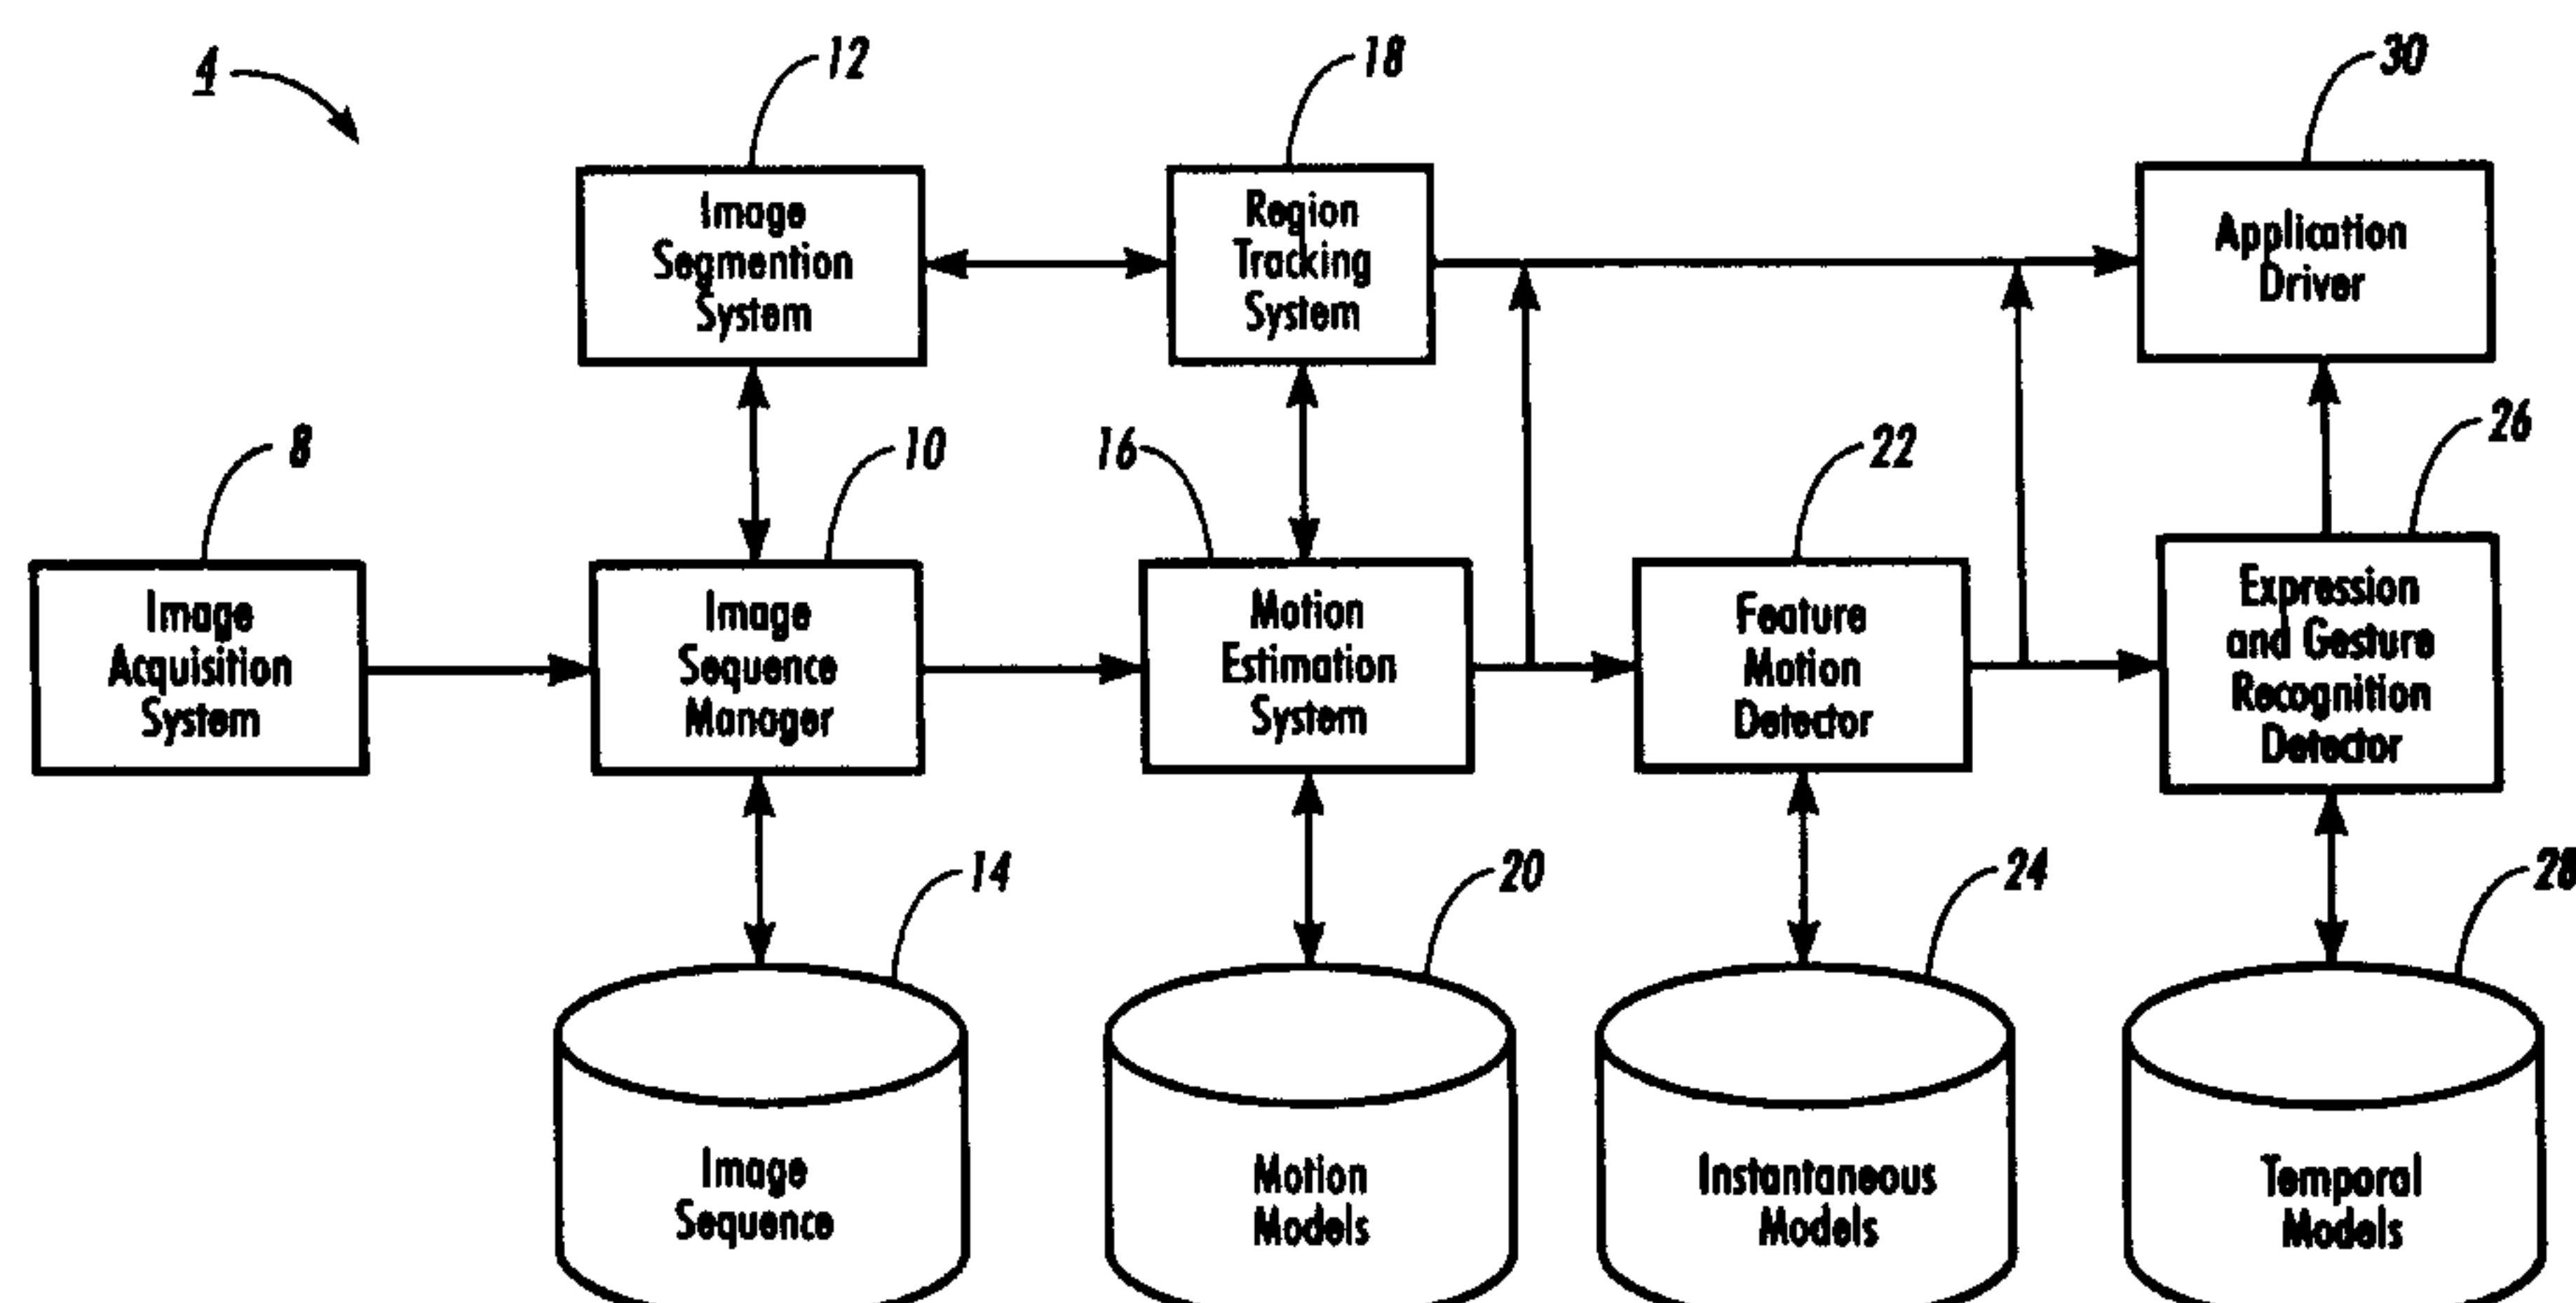 4
12
18
30
Image
Segmention
System
Region
Tracking
System
Application
Driver
8
10
16
22
26
Image
Acquisition
System
Image
Sequence
Manager
Motion
Estimation
System
Feature
Motion
Detector
Expression
and Gesture
Recognition
Detector
14
20
24
28
Image
Sequence
Motion
Models
Instantaneous
Models
Temporal
Models